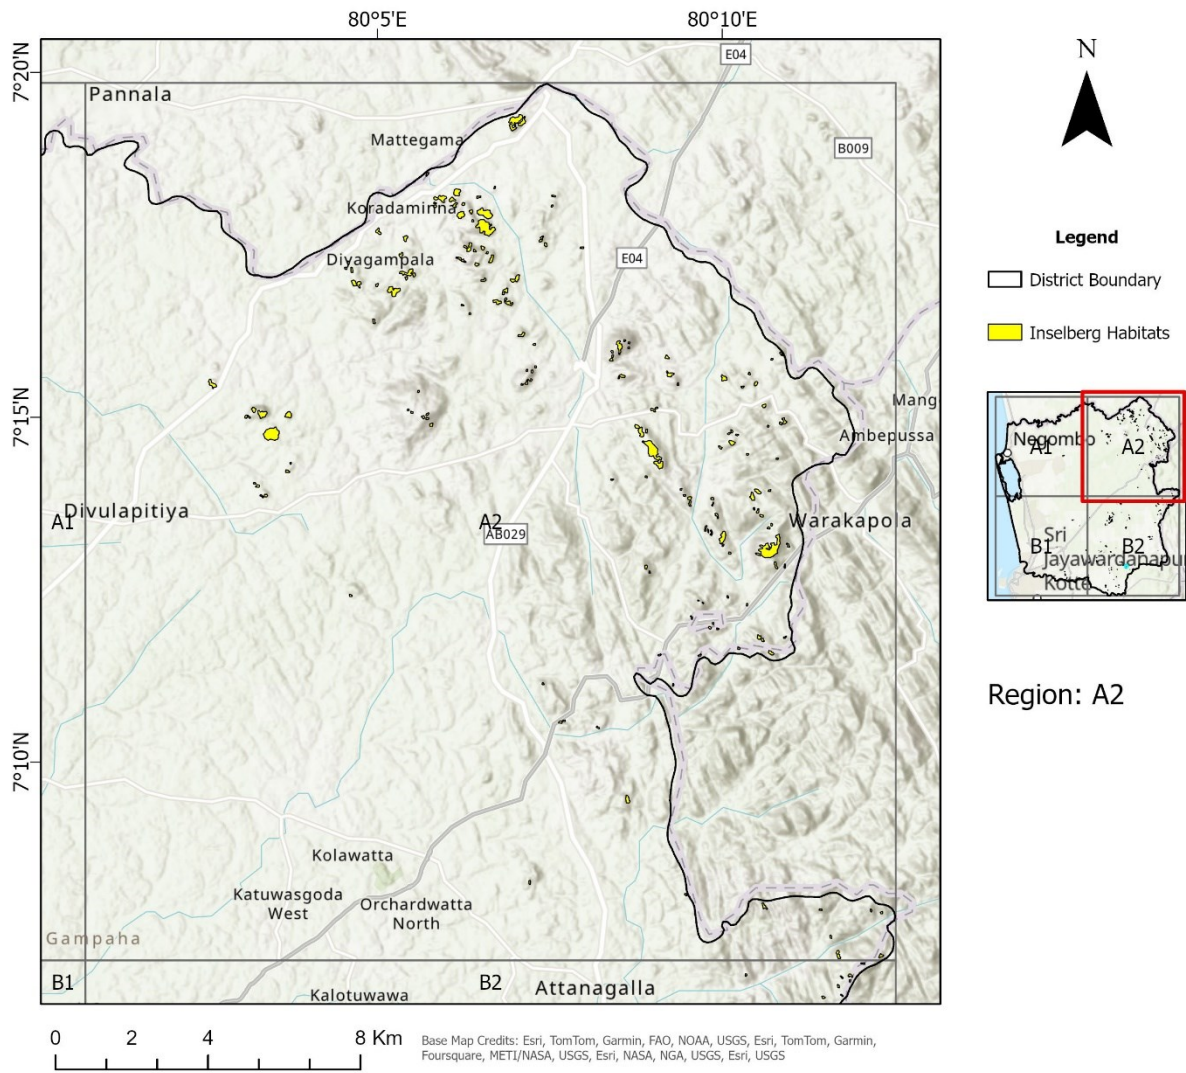 80°5'E
80°10'E
7°20'N
7°15'N
7°10'N
E04
Pannala
Mattegama
B009
Koradaminna
Diyagampala
E04
Mang
Ambepussa
Divulapitiya
A1
A2
Warakapola
AB029
Kolawatta
Katuwasgoda
West
Orchardwatta
North
Gampaha
B1
B2
Kalotuwawa
Attanagalla
N
Legend
District Boundary
Inselberg Habitats
Negombo
A1
A2
Sri
B1
B2
Jayawardanapur
Kotte
Region: A2
0 2 4 8 Km
Base Map Credits: Esri, TomTom, Garmin, FAO, NOAA, USGS, Esri, TomTom, Garmin,
Foursquare, METI/NASA, USGS, Esri, NASA, NGA, USGS, Esri, USGS